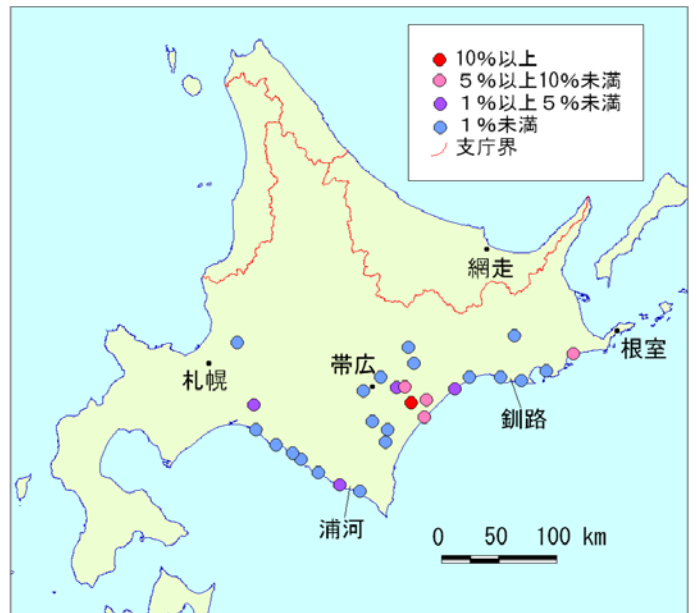 10%以上
5%以上10%未満
1%以上5%未満
1%未満
支庁界
網走
根室
札幌
帯広
釧路
浦河
0 50 100 km